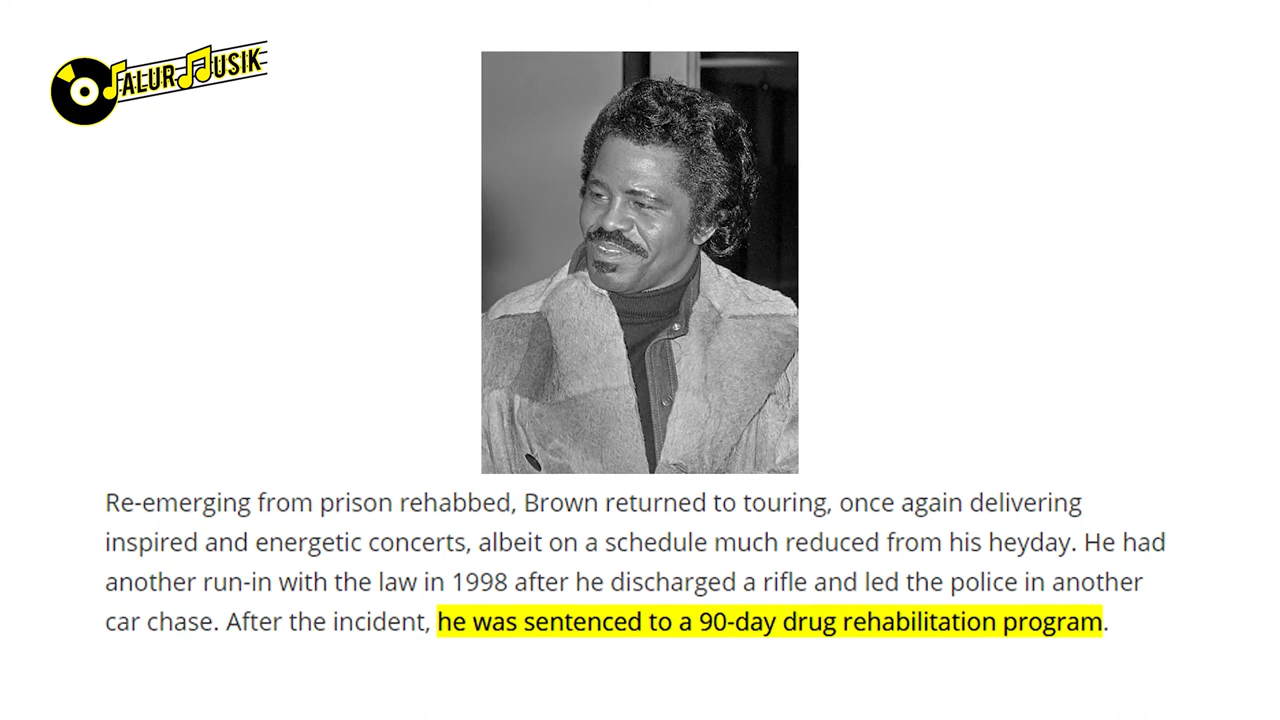 JALUR MUSIK
Re-emerging from prison rehabbed, Brown returned to touring, once again delivering
inspired and energetic concerts, albeit on a schedule much reduced from his heyday. He had
another run-in with the law in 1998 after he discharged a rifle and led the police in another
car chase. After the incident, he was sentenced to a 90-day drug rehabilitation program.